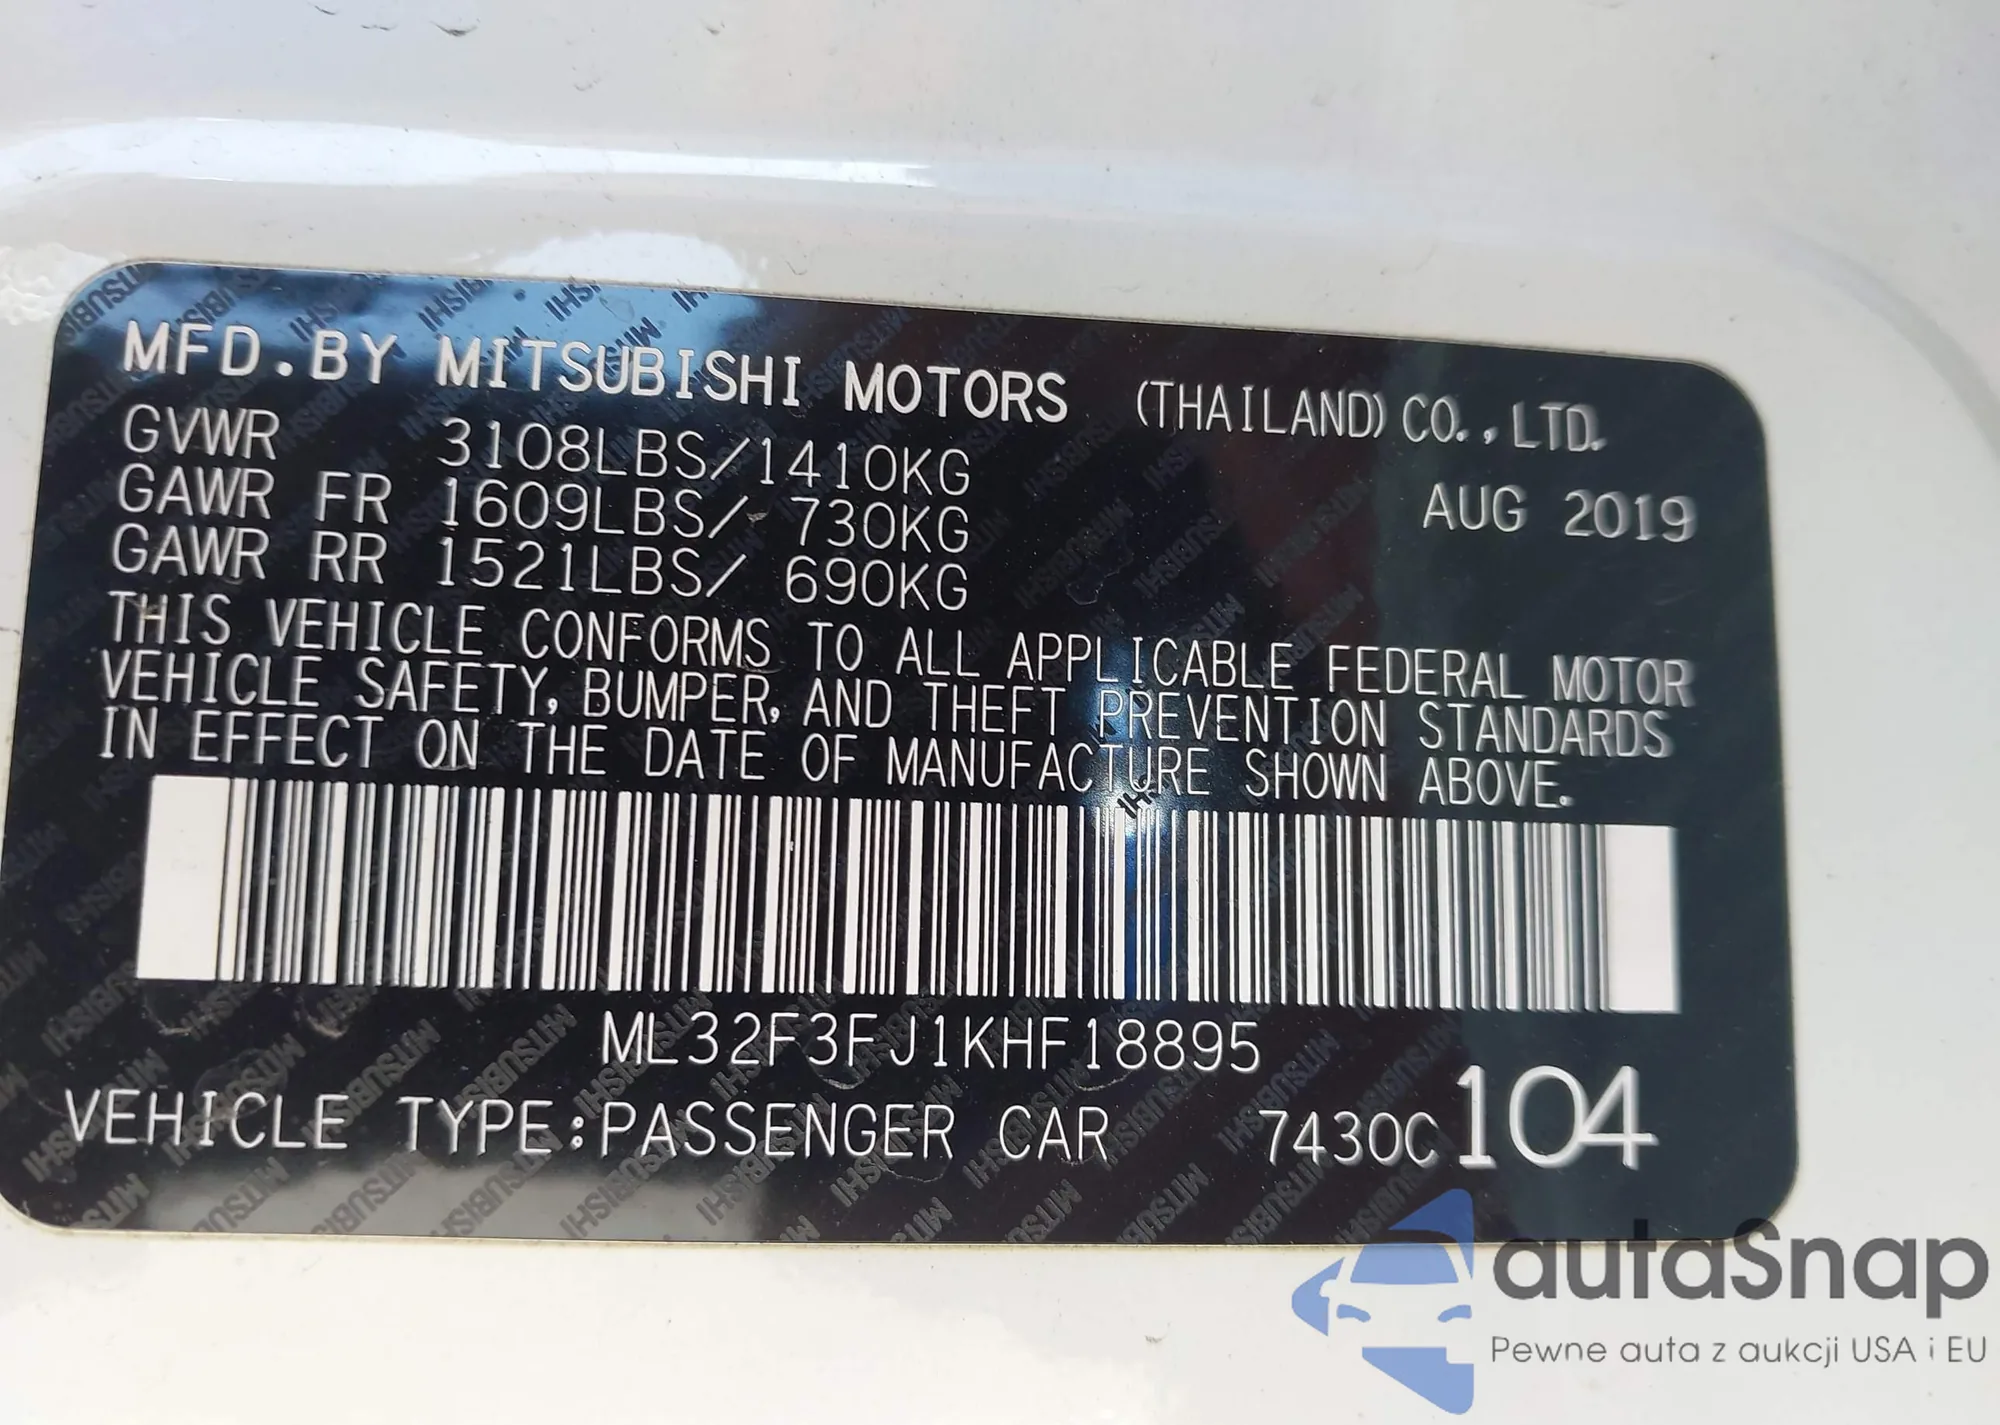 MFD.BY MITSUBISHI MOTORS (THAILAND) CO.,LTD.
GVWR 3108LBS/1410KG
GAWR FR 1609LBS/ 730KG AUG 2019
GAWR RR 1521LBS/ 690KG
THIS VEHICLE CONFORMS TO ALL APPLICABLE FEDERAL MOTOR
VEHICLE SAFETY, BUMPER, AND THEFT PREVENTION STANDARDS
IN EFFECT ON THE DATE OF MANUFACTURE SHOWN ABOVE.
ML32F3FJ1KHF18895
VEHICLE TYPE:PASSENGER CAR 7430C 104
autaSnap
Pewne auta z aukcji USA i EU